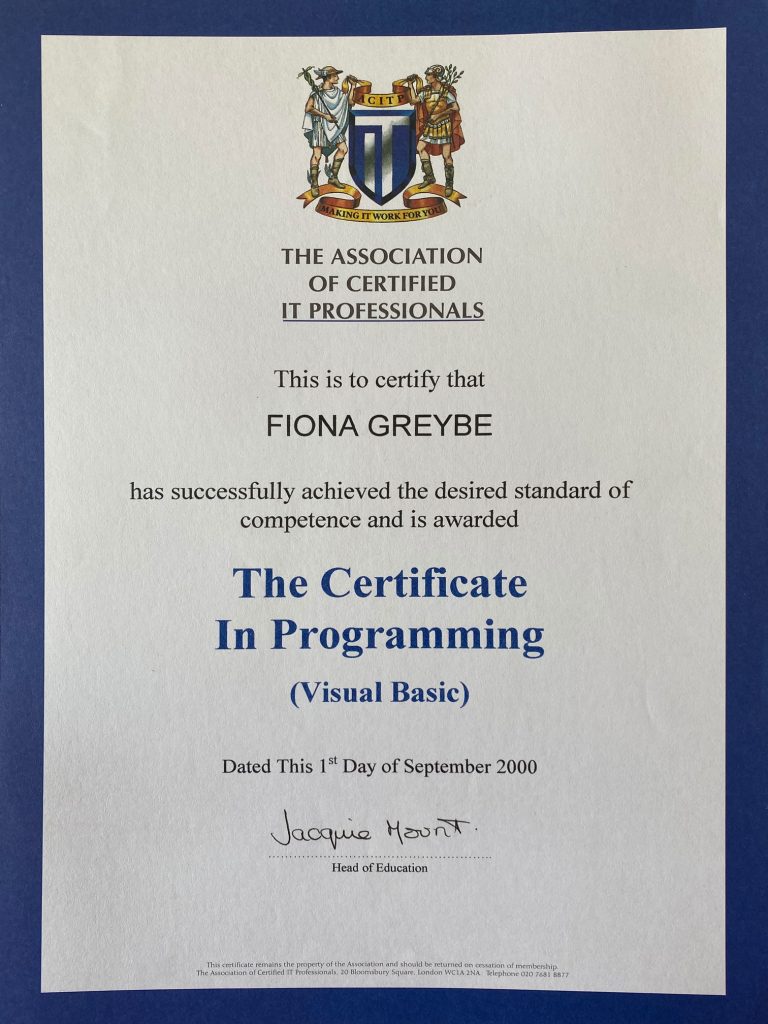 ACITP
IT
MAKING IT WORK FOR YOU
THE ASSOCIATION
OF CERTIFIED
IT PROFESSIONALS
This is to certify that
FIONA GREYBE
has successfully achieved the desired standard of
competence and is awarded
The Certificate
In Programming
(Visual Basic)
Dated This 1st Day of September 2000
Jacquie Mount.
Head of Education
This certificate remains the property of the Association and should be returned on cessation of membership.
The Association of Certified IT Professionals, 20 Bloomsbury Square, London WC1A 2NA. Telephone 020 7681 8877